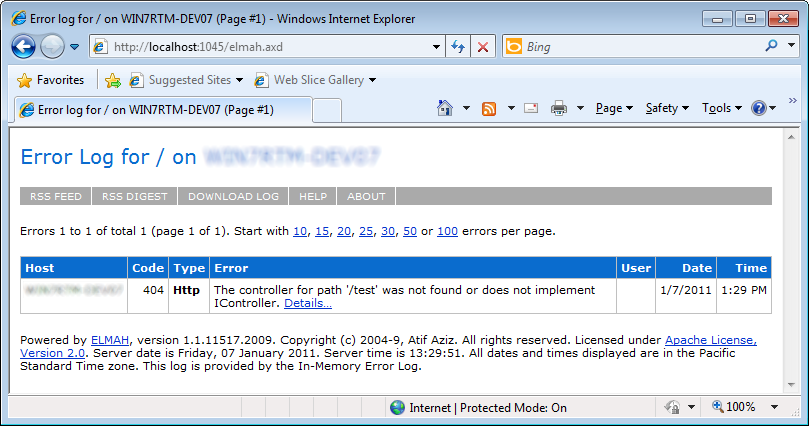 Error log for / on WIN7RTM-DEV07 (Page #1) - Windows Internet Explorer
http://localhost:1045/elmah.axd
Bing
Favorites Suggested Sites Web Slice Gallery
Error log for / on WIN7RTM-DEV07 (Page #1)
Page Safety Tools
Error Log for / on
RSS FEED RSS DIGEST DOWNLOAD LOG HELP ABOUT
Errors 1 to 1 of total 1 (page 1 of 1). Start with 10, 15, 20, 25, 30, 50 or 100 errors per page.
Host Code Type Error User Date Time
404 Http The controller for path '/test' was not found or does not implement 1/7/2011 1:29 PM
IController. Details...
Powered by ELMAH, version 1.1.11517.2009. Copyright (c) 2004-9, Atif Aziz. All rights reserved. Licensed under Apache License,
Version 2.0. Server date is Friday, 07 January 2011. Server time is 13:29:51. All dates and times displayed are in the Pacific
Standard Time zone. This log is provided by the In-Memory Error Log.
Internet | Protected Mode: On 100%